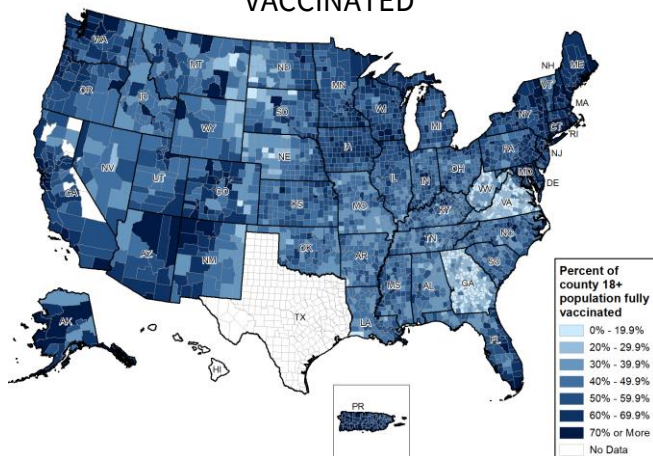 VACCINATED
WA
MT
ND
MN
OR
ID
SD
WI
WY
MI
NH
VT
ME
NY
MA
CT
RI
NE
IA
PA
NJ
NV
UT
CO
IL
IN
OH
MD
DE
CA
KS
MO
KY
WV
VA
AZ
NM
OK
AR
TN
NC
SC
MS
AL
GA
TX
LA
FL
AK
HI
PR
Percent of
county 18+
population fully
vaccinated
0% - 19.9%
20% - 29.9%
30% - 39.9%
40% - 49.9%
50% - 59.9%
60% - 69.9%
70% or More
No Data